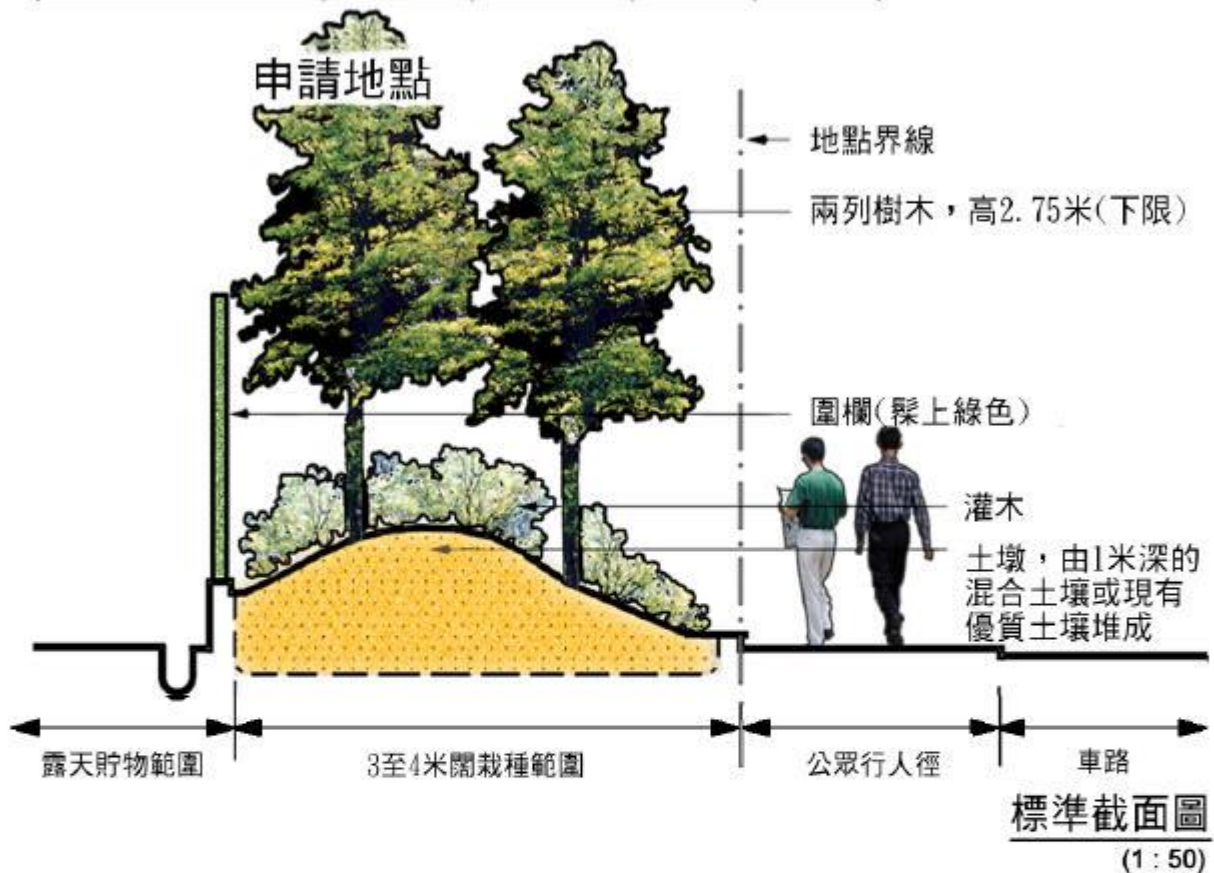 申請地點
地點界線
兩列樹木，高2.75米(下限)
圍欄(髹上綠色)
灌木
土墩，由1米深的
混合土壤或現有
優質土壤堆成
露天貯物範圍
3至4米闊栽種範圍
公眾行人徑
車路
標準截面圖
(1 : 50)